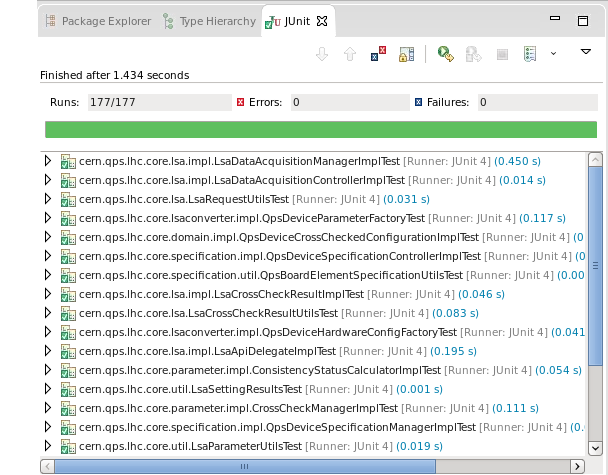 Package Explorer Type Hierarchy JUnit
Finished after 1.434 seconds
Runs: 177/177 Errors: 0 Failures: 0
cern.qps.lhc.core.lsa.impl.LsaDataAcquisitionManagerImplTest [Runner: JUnit 4] (0.450 s)
cern.qps.lhc.core.lsa.impl.LsaDataAcquisitionControllerImplTest [Runner: JUnit 4] (0.014 s)
cern.qps.lhc.core.lsa.LsaRequestUtilsTest [Runner: JUnit 4] (0.031 s)
cern.qps.lhc.core.lsaconverter.impl.QpsDeviceParameterFactoryTest [Runner: JUnit 4] (0.117 s)
cern.qps.lhc.core.domain.impl.QpsDeviceCrossCheckedConfigurationImplTest [Runner: JUnit 4] (0
cern.qps.lhc.core.specification.impl.QpsDeviceSpecificationControllerImplTest [Runner: JUnit 4] (0
cern.qps.lhc.core.specification.util.QpsBoardElementSpecificationUtilsTest [Runner: JUnit 4] (0.00
cern.qps.lhc.core.lsa.impl.LsaCrossCheckResultImplTest [Runner: JUnit 4] (0.046 s)
cern.qps.lhc.core.lsa.LsaCrossCheckResultUtilsTest [Runner: JUnit 4] (0.083 s)
cern.qps.lhc.core.lsaconverter.impl.QpsDeviceHardwareConfigFactoryTest [Runner: JUnit 4] (0.041
cern.qps.lhc.core.lsa.impl.LsaApiDelegateImplTest [Runner: JUnit 4] (0.195 s)
cern.qps.lhc.core.parameter.impl.ConsistencyStatusCalculatorImplTest [Runner: JUnit 4] (0.054 s)
cern.qps.lhc.core.util.LsaSettingResultsTest [Runner: JUnit 4] (0.001 s)
cern.qps.lhc.core.parameter.impl.CrossCheckManagerImplTest [Runner: JUnit 4] (0.111 s)
cern.qps.lhc.core.specification.impl.QpsDeviceSpecificationManagerImplTest [Runner: JUnit 4] (0.
cern.qps.lhc.core.util.LsaParameterUtilsTest [Runner: JUnit 4] (0.019 s)